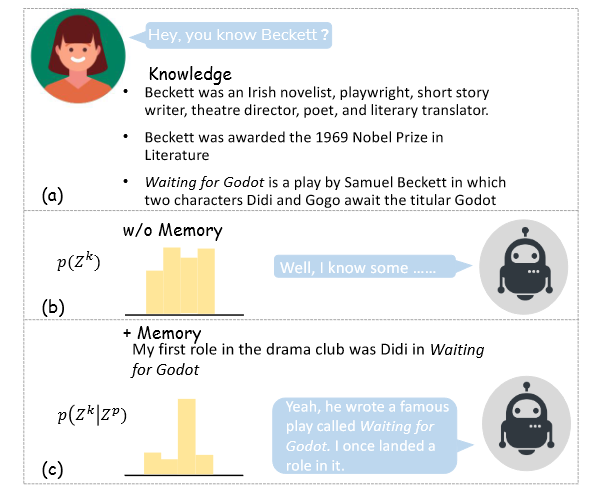 Hey, you know Beckett ?
Knowledge
• Beckett was an Irish novelist, playwright, short story
writer, theatre director, poet, and literary translator.
• Beckett was awarded the 1969 Nobel Prize in
Literature
• Waiting for Godot is a play by Samuel Beckett in which
two characters Didi and Gogo await the titular Godot
(a)
w/o Memory
p(Z^k)
Well, I know some ......
(b)
+ Memory
My first role in the drama club was Didi in Waiting
for Godot
p(Z^k|Z^p)
Yeah, he wrote a famous
play called Waiting for
Godot. I once landed a
role in it.
(c)